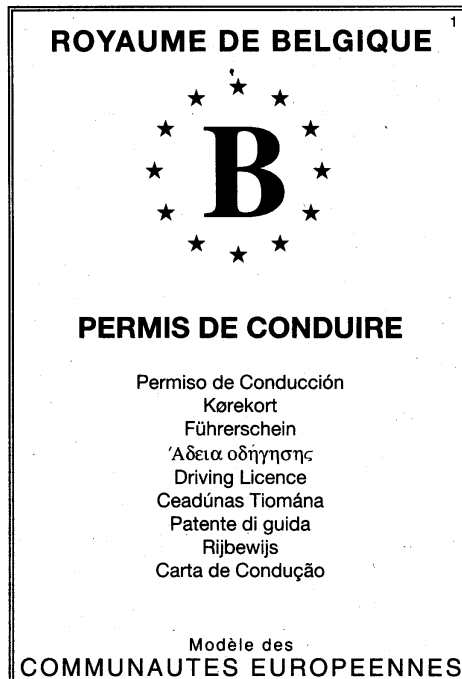 1
ROYAUME DE BELGIQUE
B
PERMIS DE CONDUIRE
Permiso de Conducción
Kørekort
Führerschein
Άδεια οδήγησης
Driving Licence
Ceadúnas Tiomána
Patente di guida
Rijbewijs
Carta de Condução
Modèle des
COMMUNAUTES EUROPEENNES